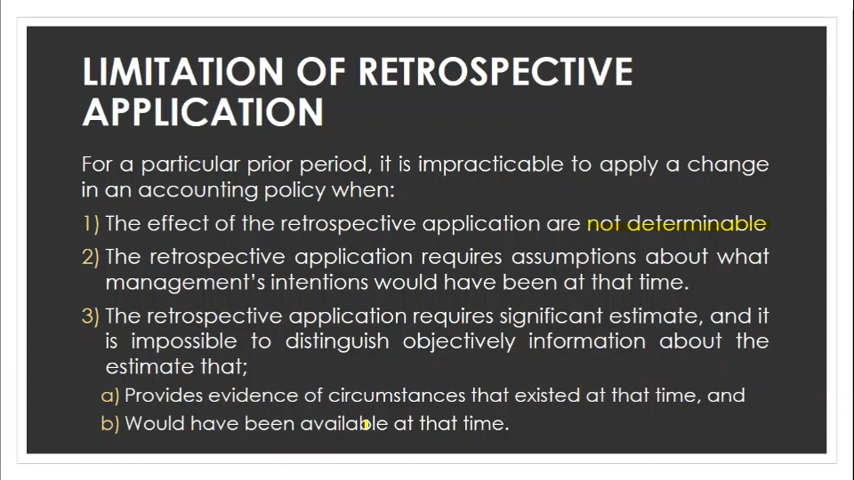 LIMITATION OF RETROSPECTIVE
APPLICATION
For a particular prior period, it is impracticable to apply a change
in an accounting policy when:
1) The effect of the retrospective application are not determinable
2) The retrospective application requires assumptions about what
management's intentions would have been at that time.
3) The retrospective application requires significant estimate, and it
is impossible to distinguish objectively information about the
estimate that;
a) Provides evidence of circumstances that existed at that time, and
b) Would have been available at that time.